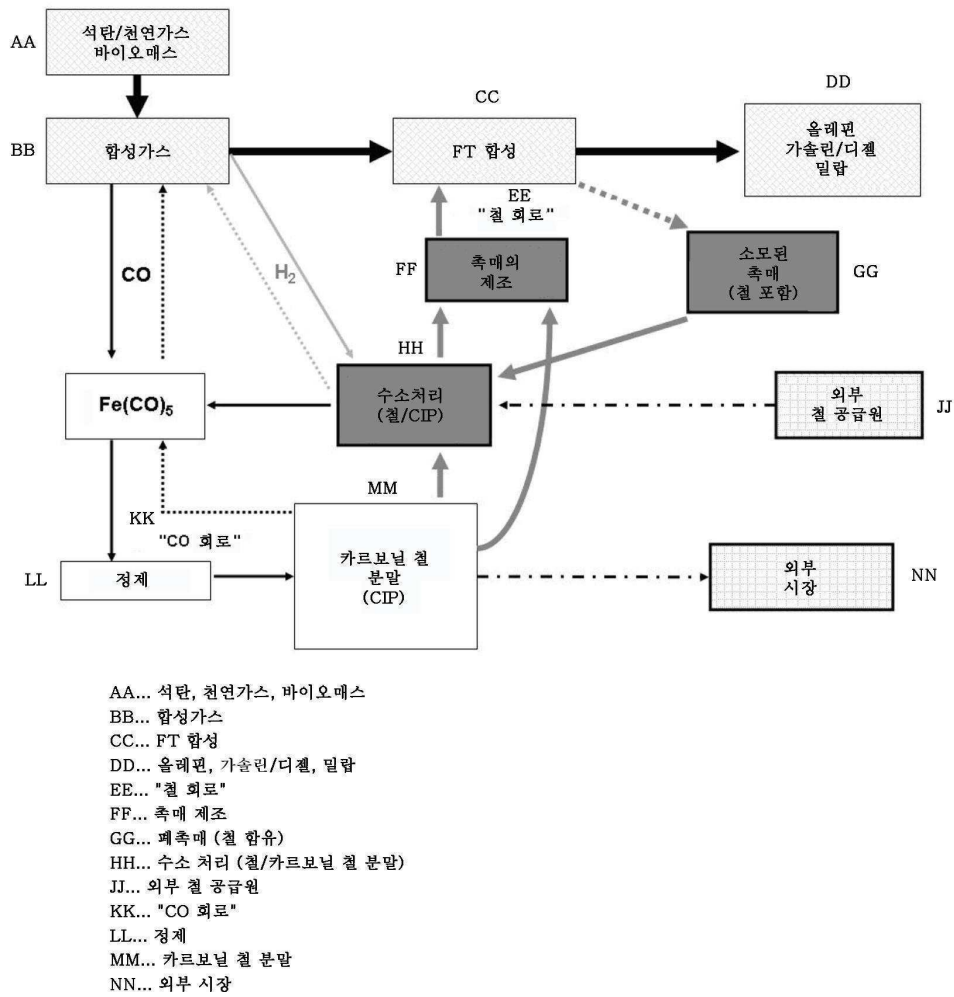 AA
석탄/천연가스
바이오매스
CC
DD
BB
합성가스
FT 합성
올레핀
가솔린/디젤
밀랍
EE
"철 회로"
CO
H2
FF
촉매의
제조
소모된
촉매
(철 포함)
GG
HH
Fe(CO)5
수소처리
(철/CIP)
외부
철 공급원
JJ
MM
KK
"CO 회로"
카르보닐 철
분말
(CIP)
LL
정제
외부
시장
NN
AA... 석탄, 천연가스, 바이오매스
BB... 합성가스
CC... FT 합성
DD... 올레핀, 가솔린/디젤, 밀랍
EE... "철 회로"
FF... 촉매 제조
GG... 폐촉매 (철 함유)
HH... 수소 처리 (철/카르보닐 철 분말)
JJ... 외부 철 공급원
KK... "CO 회로"
LL... 정제
MM... 카르보닐 철 분말
NN... 외부 시장